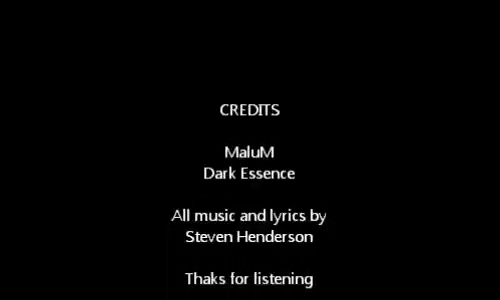 CREDITS
MaluM
Dark Essence
All music and lyrics by
Steven Henderson
Thaks for listening